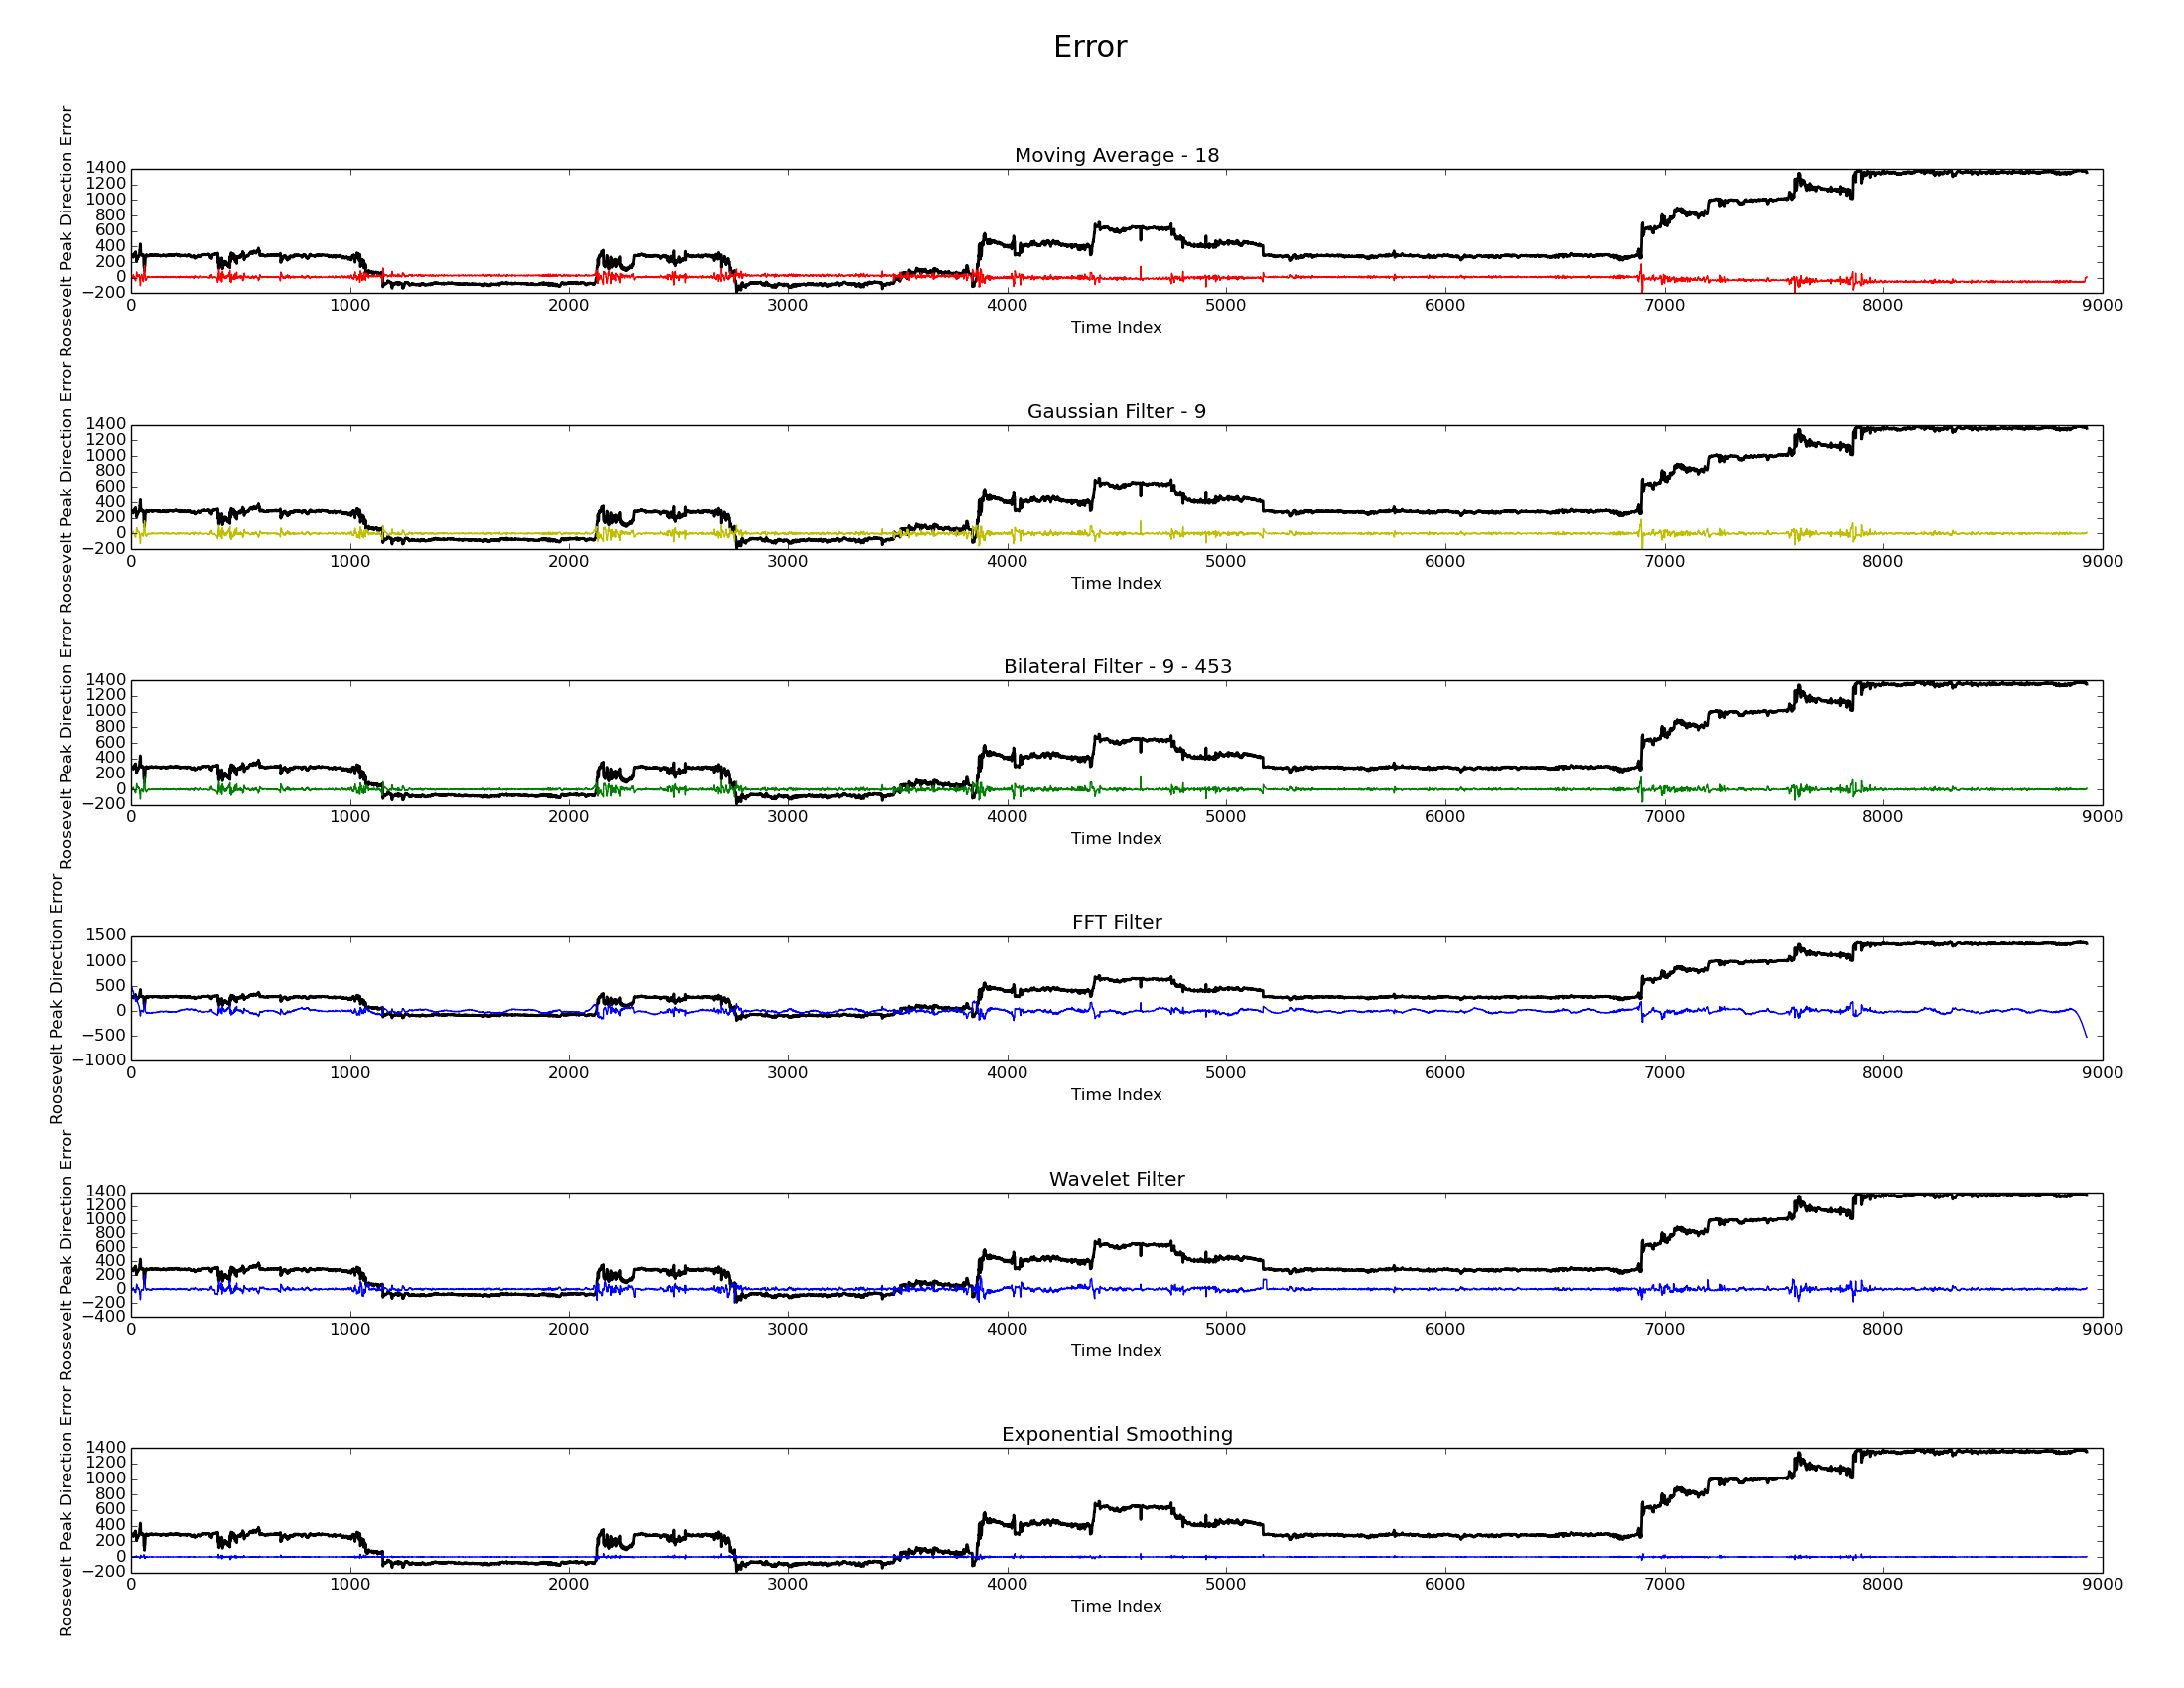 Error
Moving Average - 18
Roosevelt Peak Direction Error
1400
1200
1000
800
600
400
200
0
−200
0 1000 2000 3000 4000 5000 6000 7000 8000 9000
Time Index
Gaussian Filter - 9
Roosevelt Peak Direction Error
1400
1200
1000
800
600
400
200
0
−200
0 1000 2000 3000 4000 5000 6000 7000 8000 9000
Time Index
Bilateral Filter - 9 - 453
Roosevelt Peak Direction Error
1400
1200
1000
800
600
400
200
0
−200
0 1000 2000 3000 4000 5000 6000 7000 8000 9000
Time Index
FFT Filter
Roosevelt Peak Direction Error
1500
1000
500
0
−500
−1000
0 1000 2000 3000 4000 5000 6000 7000 8000 9000
Time Index
Wavelet Filter
Roosevelt Peak Direction Error
1400
1200
1000
800
600
400
200
0
−200
−400
0 1000 2000 3000 4000 5000 6000 7000 8000 9000
Time Index
Exponential Smoothing
Roosevelt Peak Direction Error
1400
1200
1000
800
600
400
200
0
−200
0 1000 2000 3000 4000 5000 6000 7000 8000 9000
Time Index